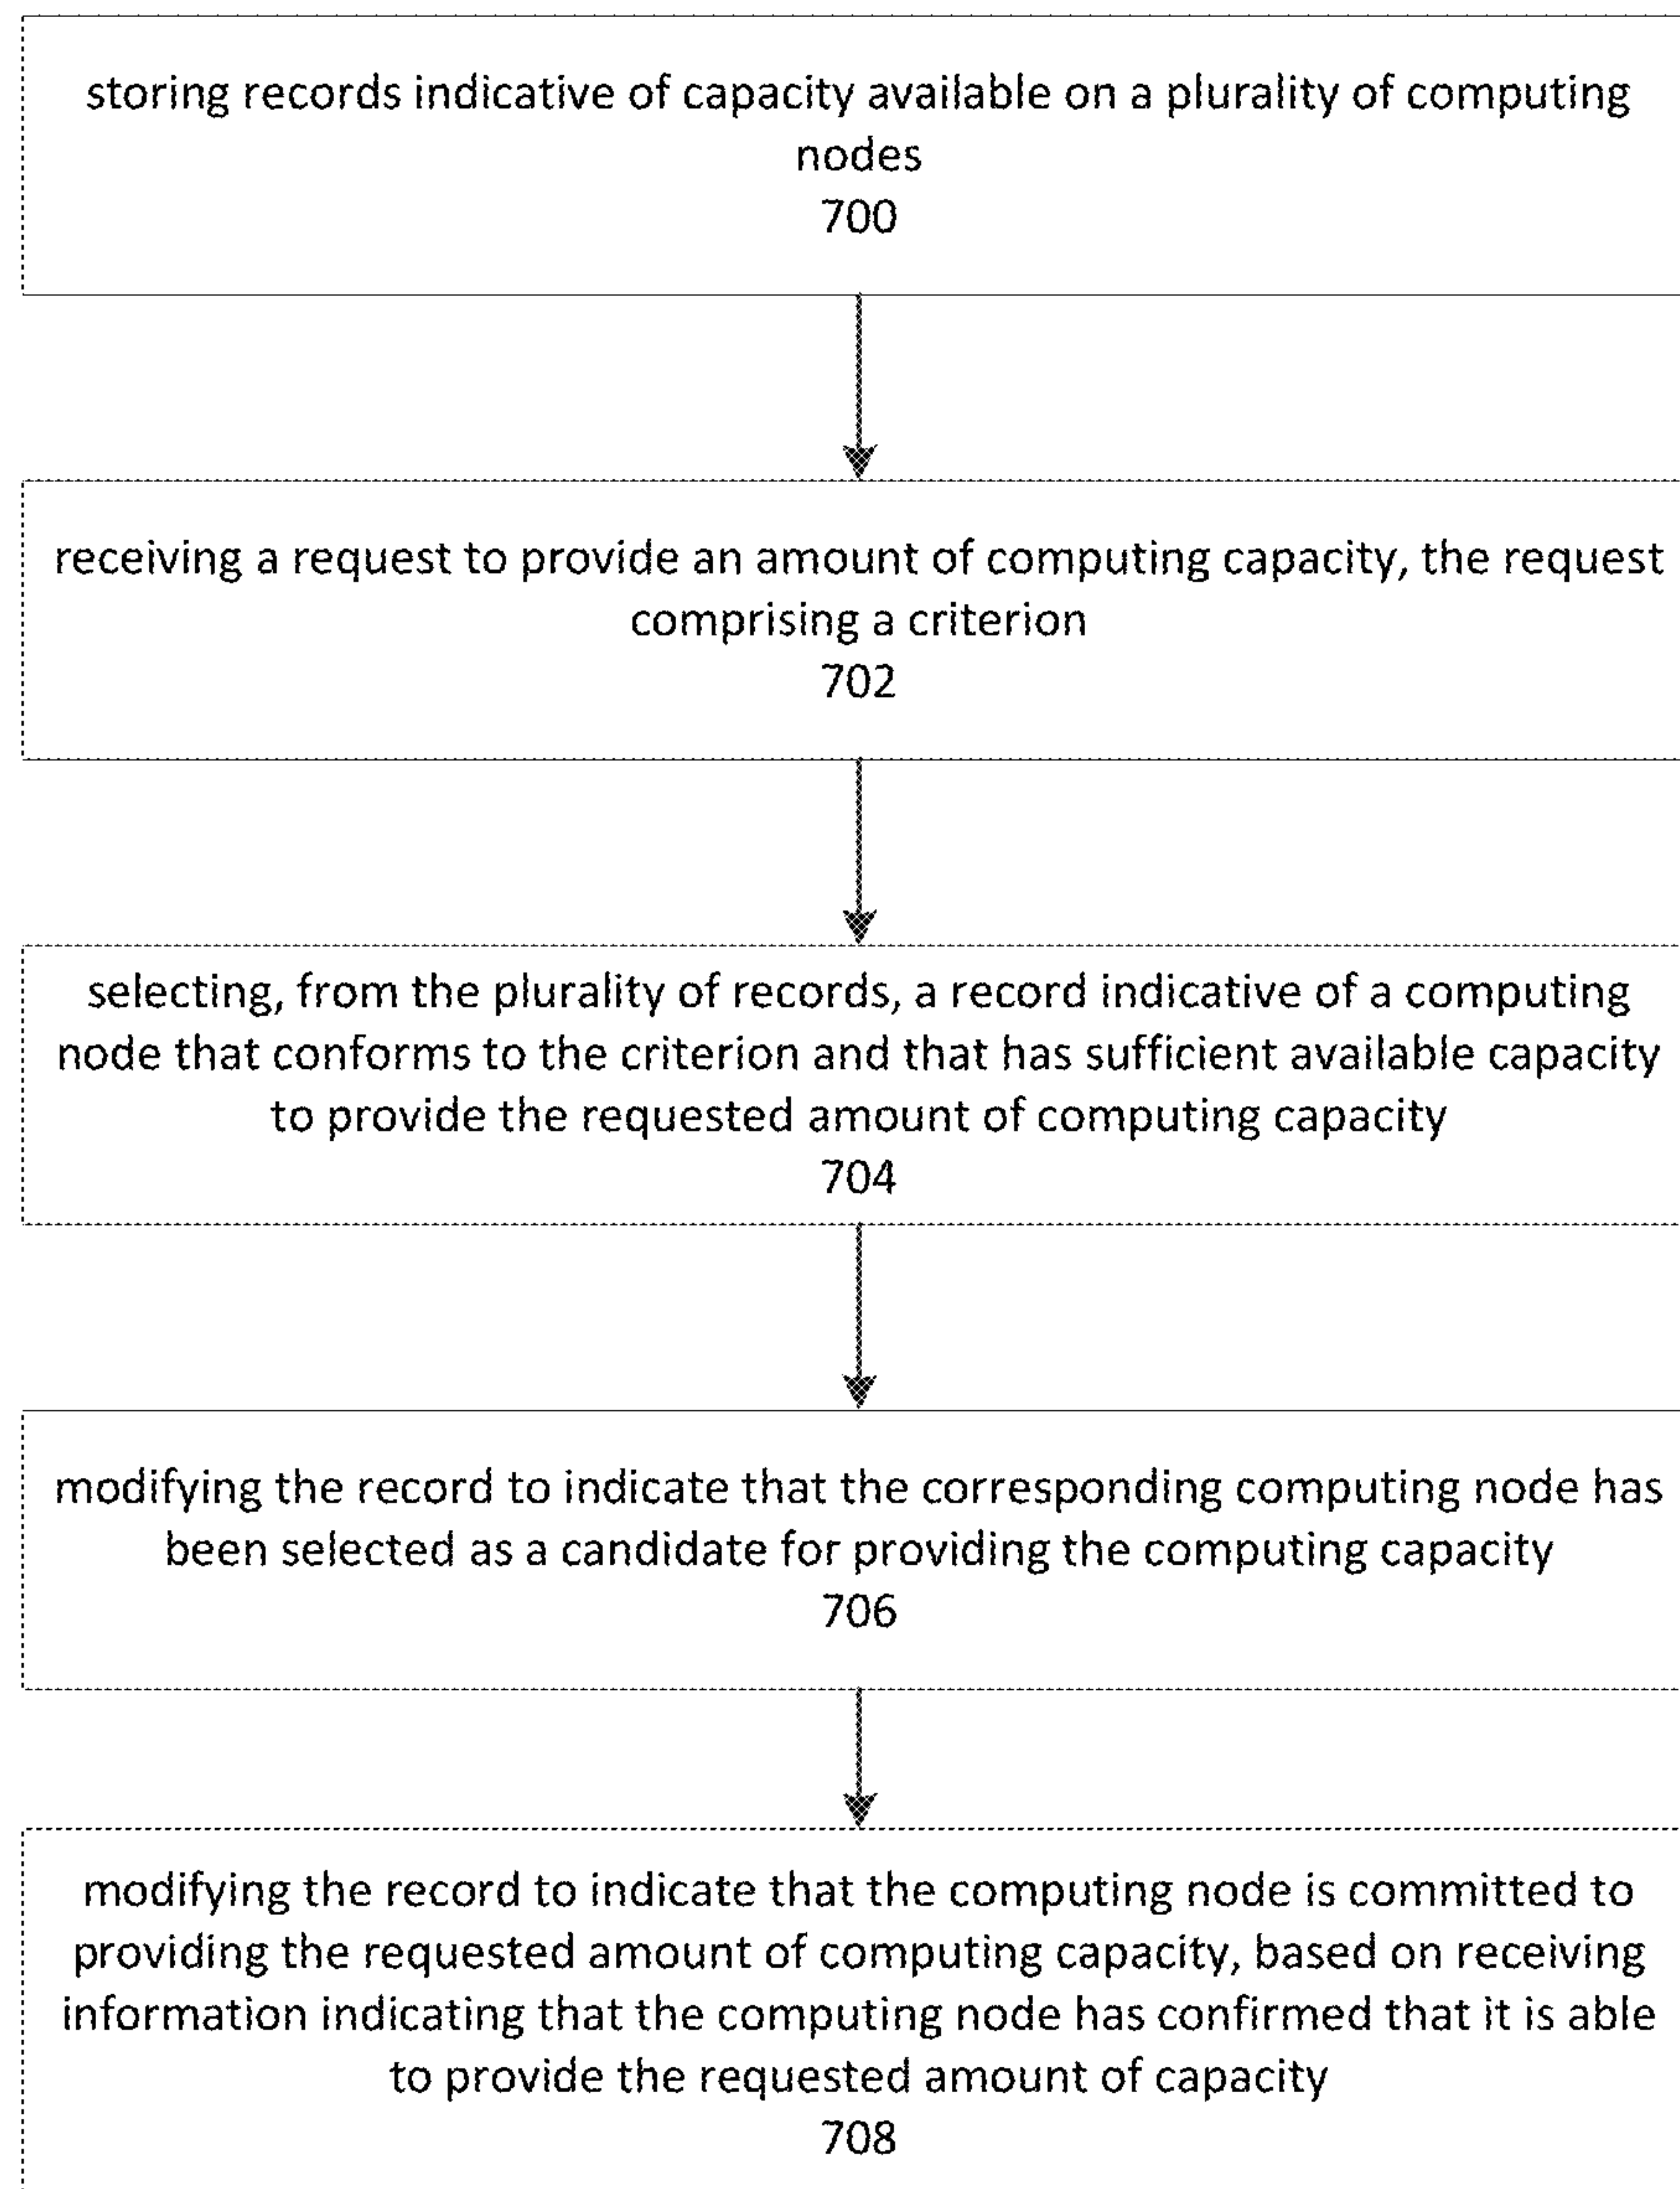 storing records indicative of capacity available on a plurality of computing
nodes
700
receiving a request to provide an amount of computing capacity, the request
comprising a criterion
702
selecting, from the plurality of records, a record indicative of a computing
node that conforms to the criterion and that has sufficient available capacity
to provide the requested amount of computing capacity
704
modifying the record to indicate that the corresponding computing node has
been selected as a candidate for providing the computing capacity
706
modifying the record to indicate that the computing node is committed to
providing the requested amount of computing capacity, based on receiving
information indicating that the computing node has confirmed that it is able
to provide the requested amount of capacity
708